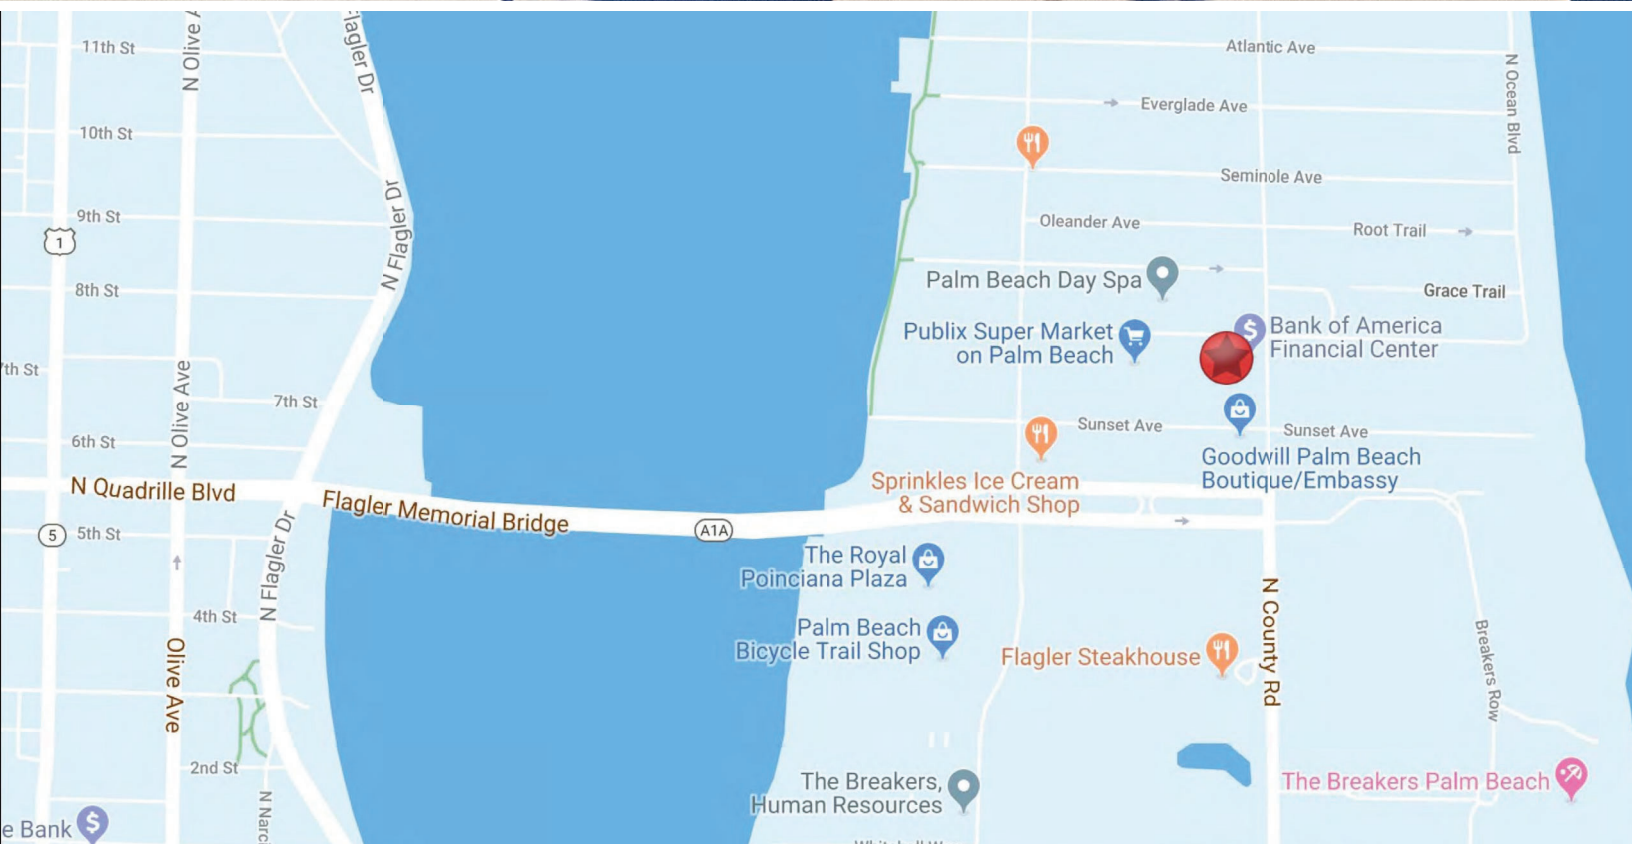 11th St
N Olive A
Flagler Dr
Atlantic Ave
N Ocean Blvd
Everglade Ave
10th St
Seminole Ave
9th St
N Flagler Dr
Oleander Ave
Root Trail
1
8th St
Palm Beach Day Spa
Grace Trail
Publix Super Market
on Palm Beach
$
Bank of America
Financial Center
7th St
N Olive Ave
7th St
Sunset Ave
Sunset Ave
6th St
Goodwill Palm Beach
Boutique/Embassy
Sprinkles Ice Cream
& Sandwich Shop
N Quadrille Blvd
Flagler Memorial Bridge
A1A
5
5th St
N Flagler Dr
The Royal
Poinciana Plaza
4th St
Palm Beach
Bicycle Trail Shop
Flagler Steakhouse
N County Rd
Breakers Row
Olive Ave
2nd St
The Breakers,
Human Resources
The Breakers Palm Beach
N Narc
e Bank
$